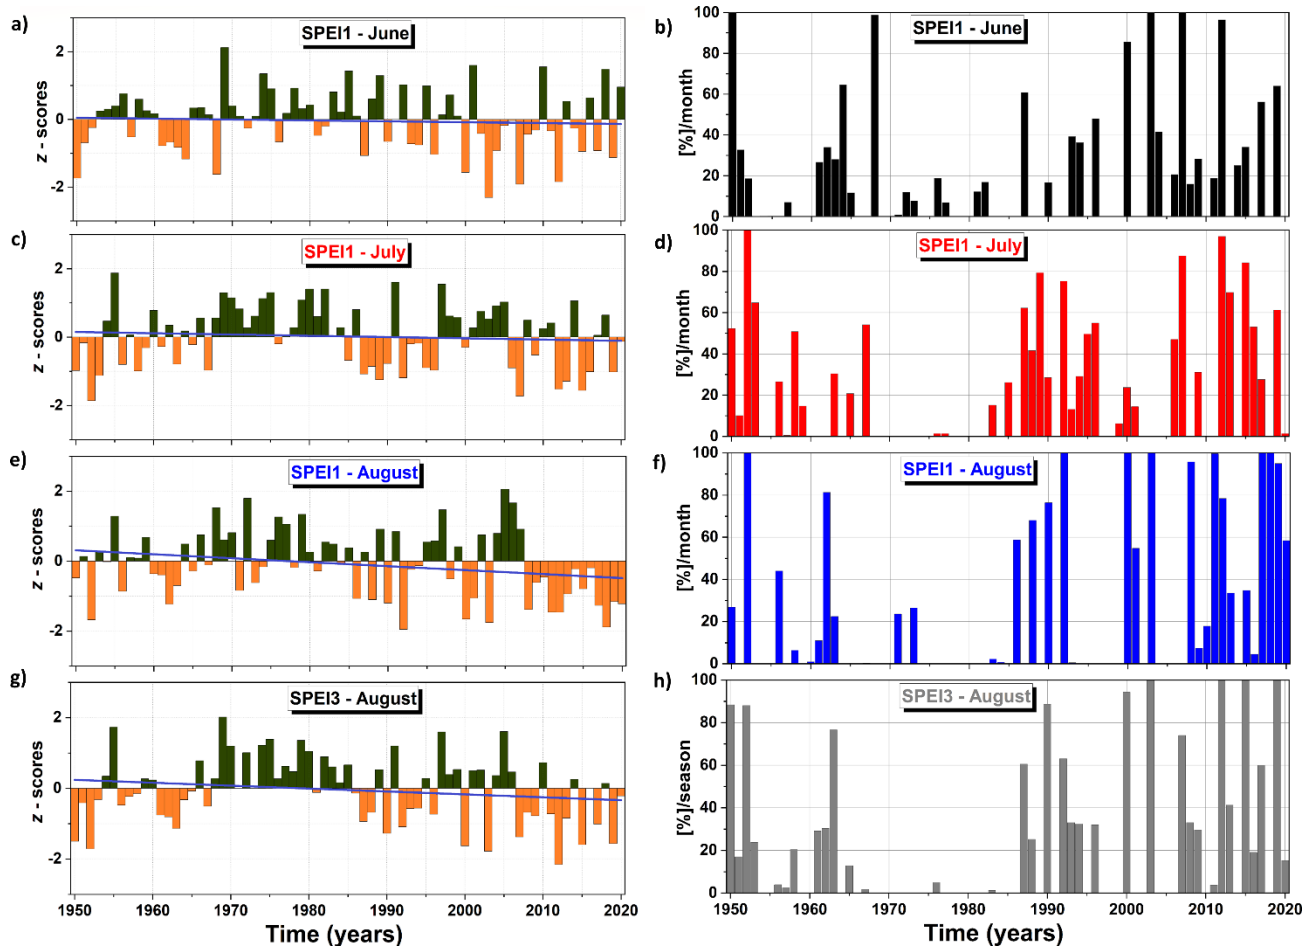 a)
SPEI1 - June
z - scores
2
0
-2
b)
SPEI1 - June
[%]/month
100
80
60
40
20
0
c)
SPEI1 - July
z - scores
2
0
-2
d)
SPEI1 - July
[%]/month
100
80
60
40
20
0
e)
SPEI1 - August
z - scores
2
0
-2
f)
SPEI1 - August
[%]/month
100
80
60
40
20
0
g)
SPEI3 - August
z - scores
2
0
-2
1950 1960 1970 1980 1990 2000 2010 2020
Time (years)
h)
SPEI3 - August
[%]/season
100
80
60
40
20
0
1950 1960 1970 1980 1990 2000 2010 2020
Time (years)